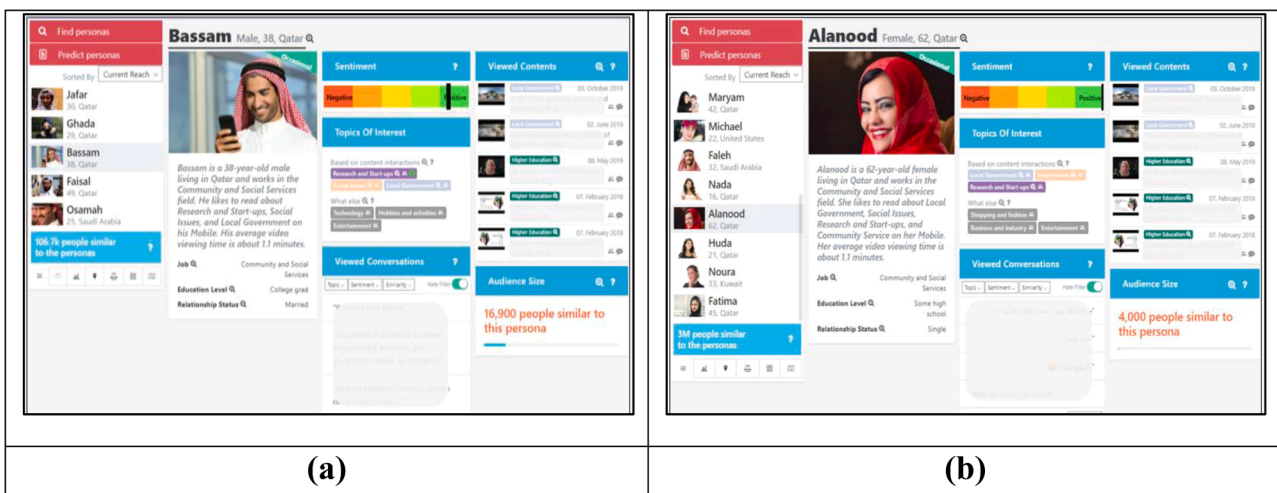 Find personas
Predict personas
Sorted By Current Reach
Jafar
30, Qatar
Ghada
29, Qatar
Bassam
38, Qatar
Faisal
49, Qatar
Osamah
25, Saudi Arabia
106.7k people similar
to the personas ?
Bassam Male, 38, Qatar
Occasional
Bassam is a 38-year-old male
living in Qatar and works in the
Community and Social Services
field. He likes to read about
Research and Start-ups, Social
Issues, and Local Government on
his Mobile. His average video
viewing time is about 1.1 minutes.
Job Community and Social
Services
Education Level College grad
Relationship Status Married
Sentiment ?
Negative Positive
Topics Of Interest
Based on content interactions ?
Research and Start-ups
Social Issues Local Government
What else ?
Technology Hobbies and activities
Entertainment
Viewed Conversations ?
Topic Sentiment Similarity Hate Filter
Viewed Contents ?
Local Government 03. October 2019
Local Government 02. June 2019
of
Higher Education 08. May 2019
Higher Education 07. February 2018
Higher Education 07. February 2018
Audience Size ?
16,900 people similar to
this persona
(a)
Find personas
Predict personas
Sorted By Current Reach
Maryam
42, Qatar
Michael
22, United States
Faleh
32, Saudi Arabia
Nada
16, Qatar
Alanood
62, Qatar
Huda
21, Qatar
Noura
33, Kuwait
Fatima
45, Qatar
3M people similar
to the personas ?
Alanood Female, 62, Qatar
Occasional
Alanood is a 62-year-old female
living in Qatar and works in the
Community and Social Services
field. She likes to read about Local
Government, Social Issues,
Research and Start-ups, and
Community Service on her Mobile.
Her average video viewing time is
about 1.1 minutes.
Job Community and Social
Services
Education Level Some high
school
Relationship Status Single
Sentiment ?
Negative Positive
Topics Of Interest
Based on content interactions ?
Local Government Social Issues
Research and Start-ups
What else ?
Shopping and fashion
Business and industry Entertainment
Viewed Conversations ?
Topic Sentiment Similarity Hate Filter
Viewed Contents ?
Local Government 03. October 2019
Local Government 02. June 2019
Higher Education 08. May 2019
Higher Education 07. February 2018
Higher Education 07. February 2018
Audience Size ?
4,000 people similar to
this persona
(b)